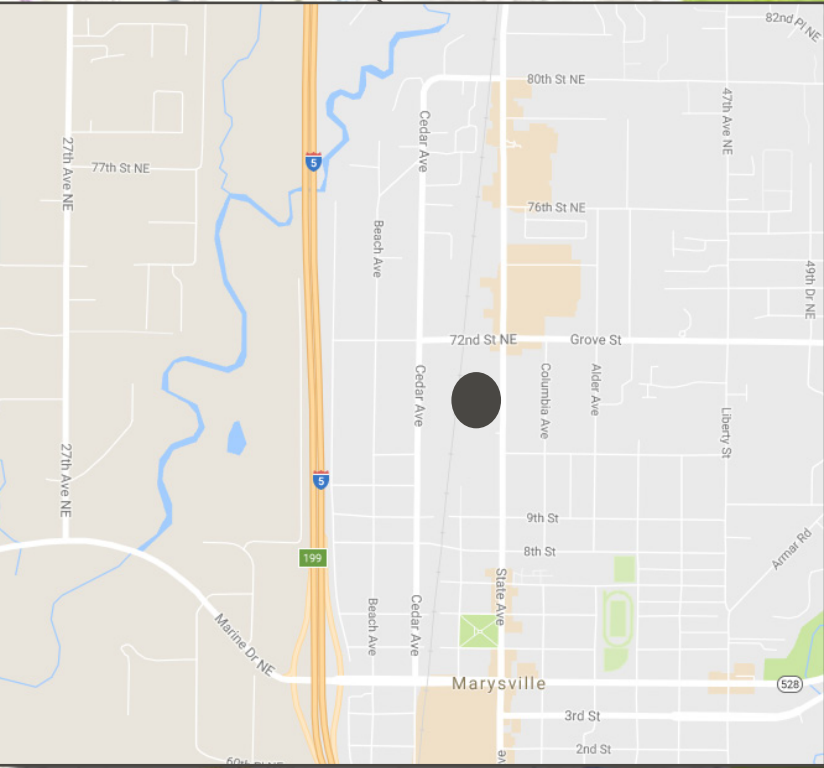 82nd Pl NE
80th St NE
47th Ave NE
Cedar Ave
27th Ave NE
5
77th St NE
76th St NE
Beach Ave
49th Dr NE
72nd St NE
Grove St
Cedar Ave
Columbia Ave
Alder Ave
Liberty St
27th Ave NE
5
9th St
Armar Rd
8th St
199
State Ave
Beach Ave
Cedar Ave
Marine Dr NE
Marysville
528
3rd St
2nd St